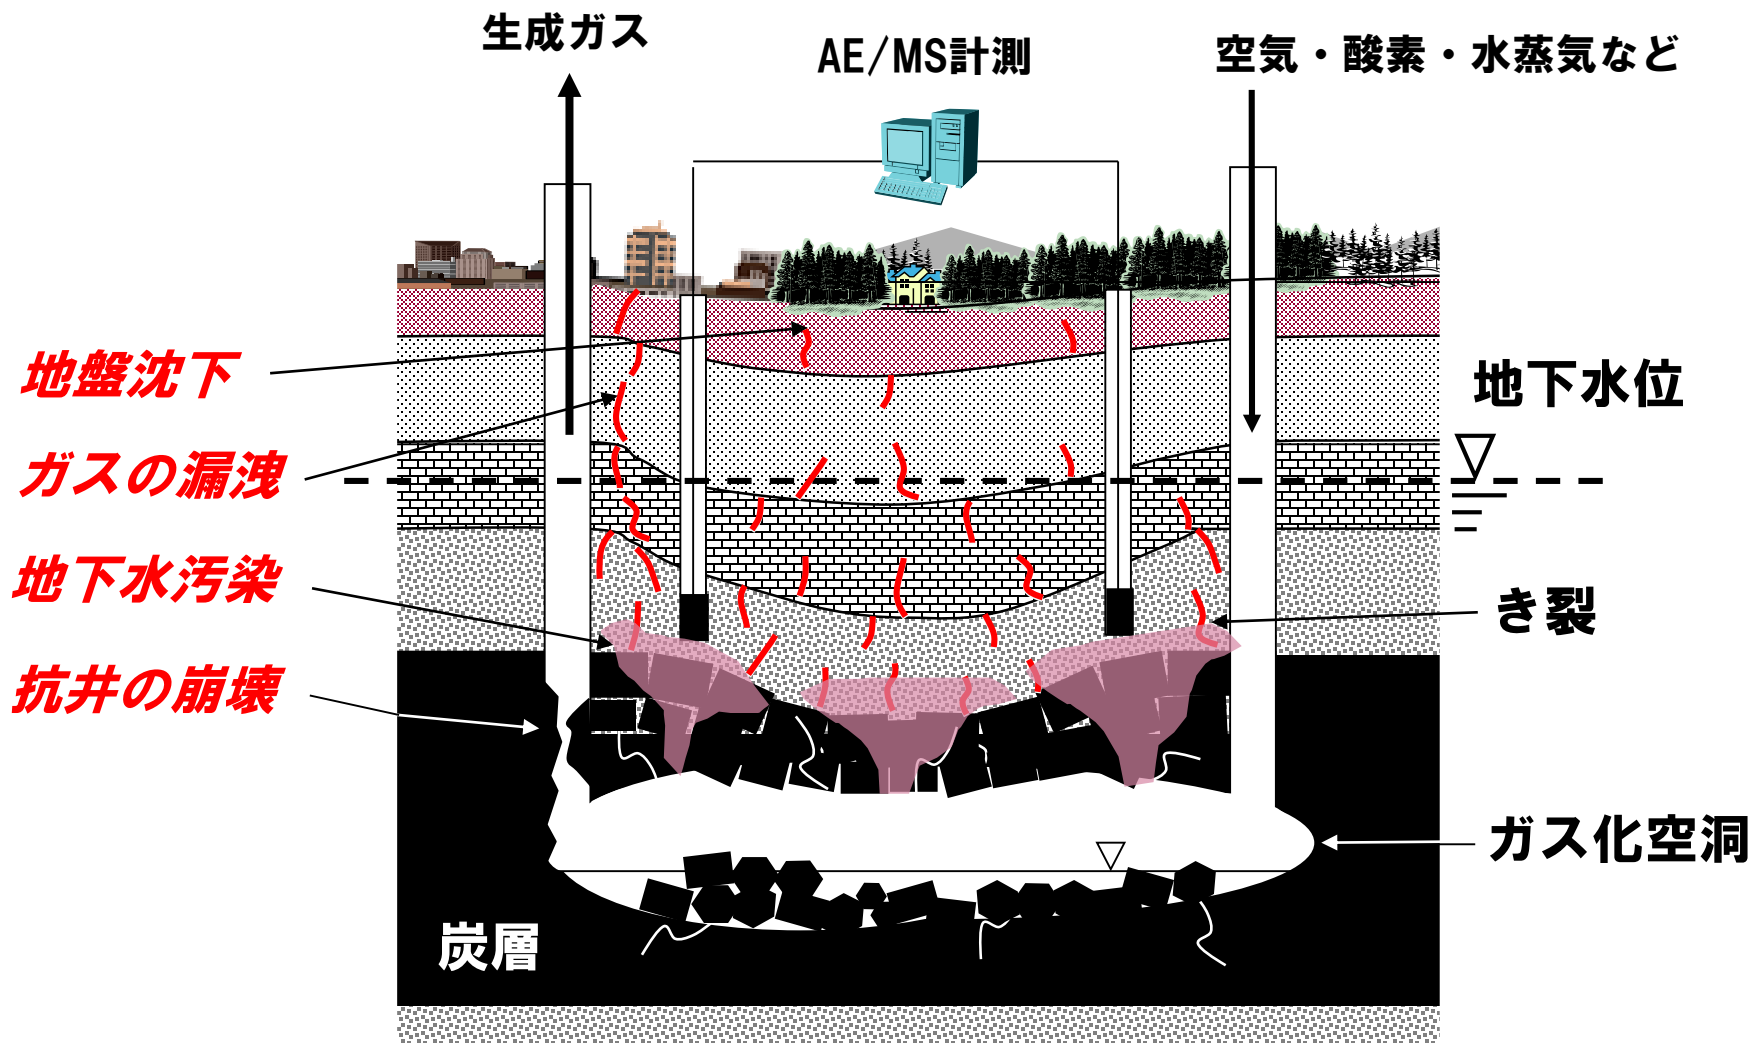 生成ガス
AE/MS計測
空気・酸素・水蒸気など
地盤沈下
地下水位
ガスの漏洩
地下水汚染
き裂
抗井の崩壊
ガス化空洞
炭層